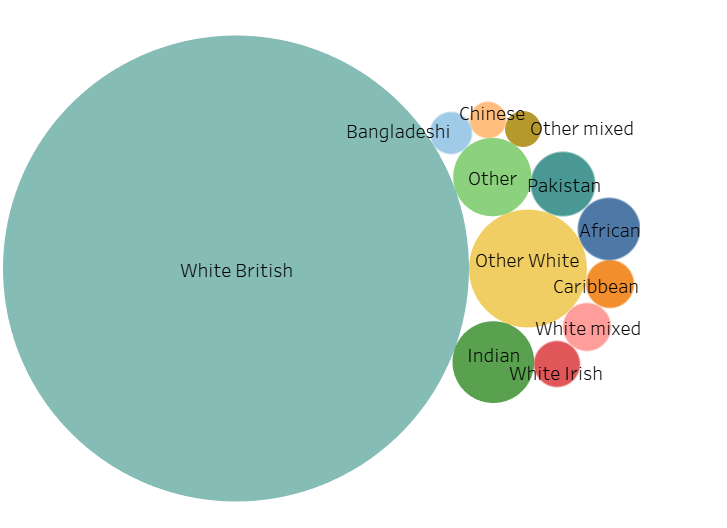 Chinese
Bangladeshi
Other mixed
Other
Pakistan
African
Other White
White British
Caribbean
White mixed
Indian
White Irish